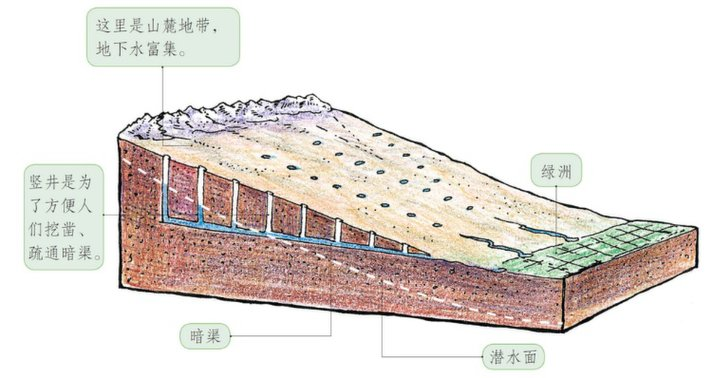 这里是山麓地带，
地下水富集。
绿洲
竖井是为
了方便人
们挖凿、
疏通暗渠。
暗渠
潜水面